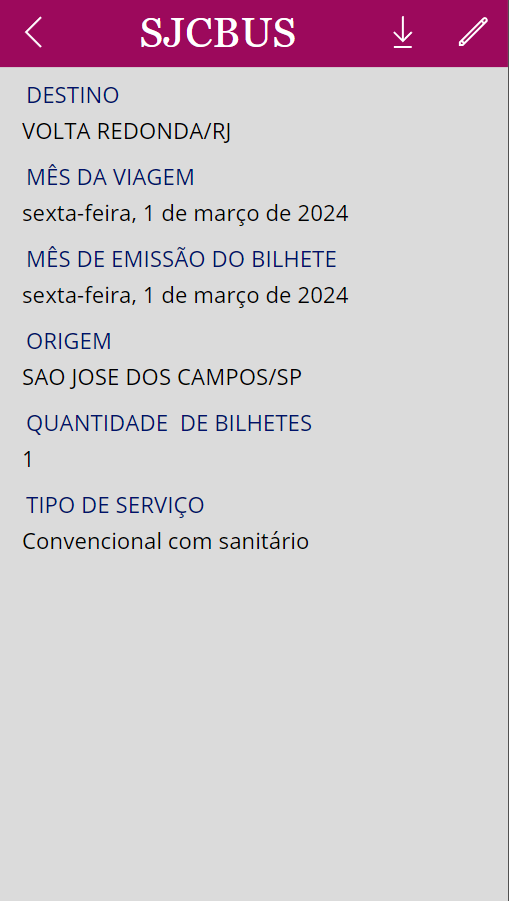 SJCBUS
DESTINO
VOLTA REDONDA/RJ
MÊS DA VIAGEM
sexta-feira, 1 de março de 2024
MÊS DE EMISSÃO DO BILHETE
sexta-feira, 1 de março de 2024
ORIGEM
SAO JOSE DOS CAMPOS/SP
QUANTIDADE  DE BILHETES
1
TIPO DE SERVIÇO
Convencional com sanitário